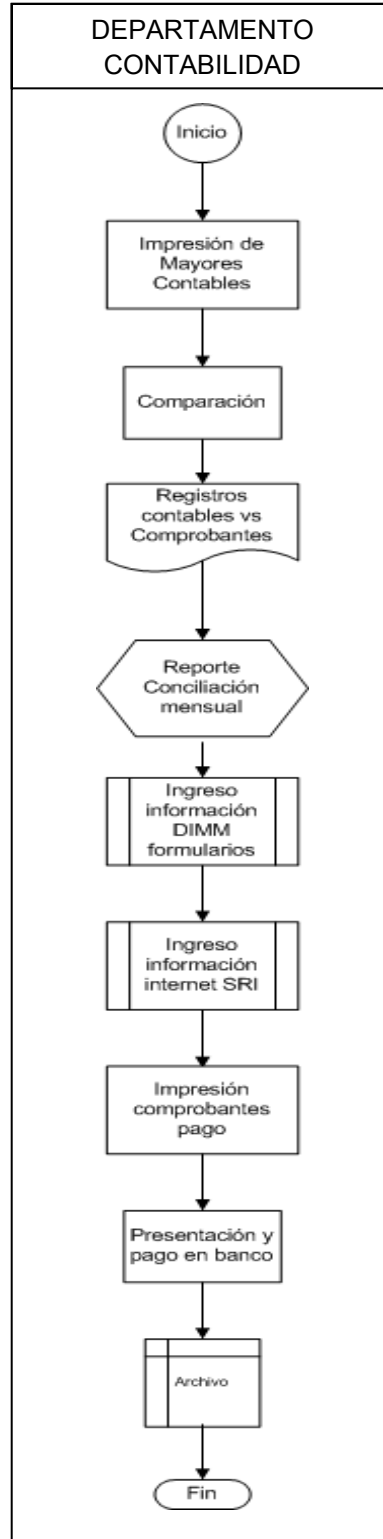 DEPARTAMENTO
CONTABILIDAD
Inicio
Impresión de
Mayores
Contables
Comparación
Registros
contables vs
Comprobantes
Reporte
Conciliación
mensual
Ingreso
información
DIMM
formularios
Ingreso
información
internet SRI
Impresión
comprobantes
pago
Presentación y
pago en banco
Archivo
Fin